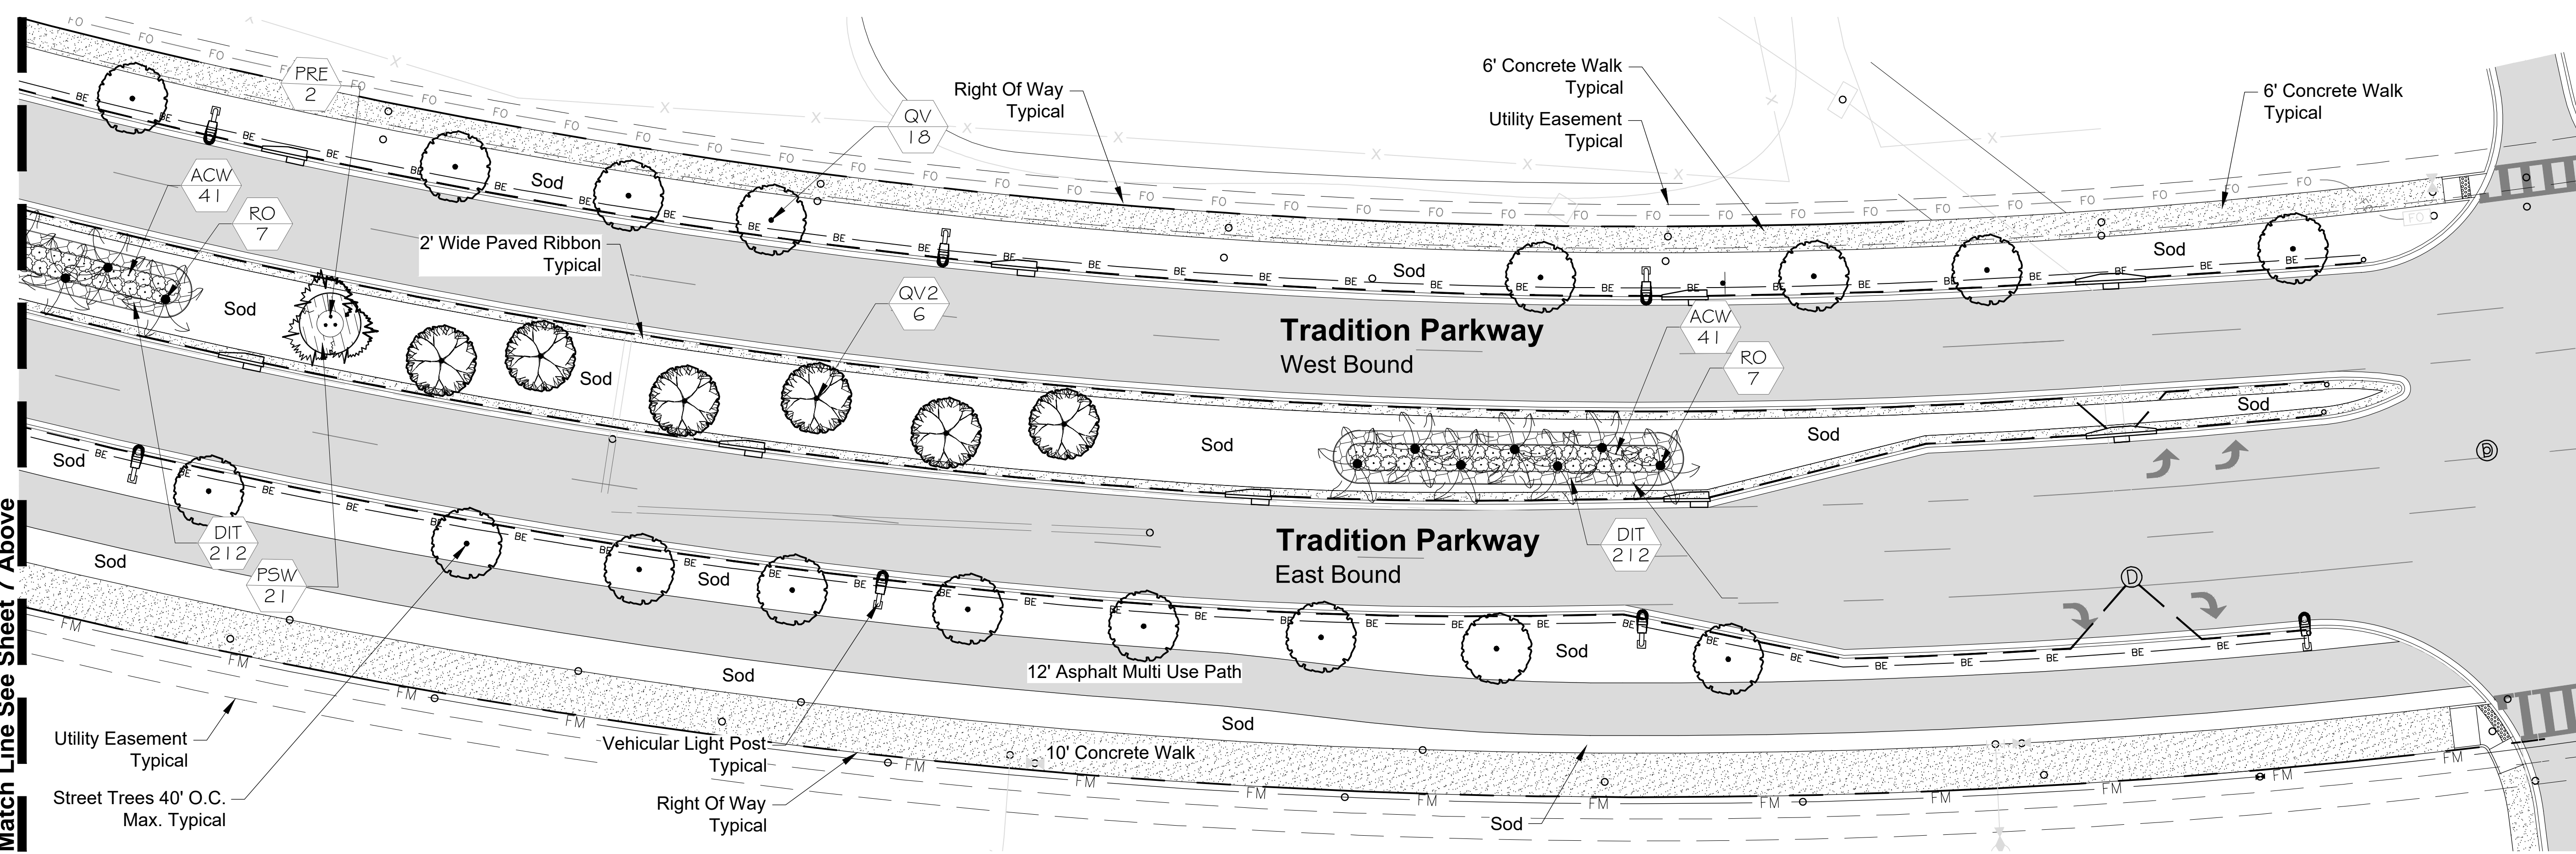 PRE
2
QV
18
Right Of Way
Typical
6' Concrete Walk
Typical
Utility Easement
Typical
6' Concrete Walk
Typical
ACW
41
RO
7
Sod
2' Wide Paved Ribbon
Typical
Sod
Sod
Sod
Sod
QV2
6
Tradition Parkway
West Bound
ACW
41
RO
7
Sod
Sod
Sod
Sod
Sod
DIT
212
PSW
21
Sod
Sod
Tradition Parkway
East Bound
DIT
212
D
D
Sod
12' Asphalt Multi Use Path
Sod
Sod
10' Concrete Walk
Utility Easement
Typical
Street Trees 40' O.C.
Max. Typical
Vehicular Light Post
Typical
Right Of Way
Typical
Sod
Match Line See Sheet 7 Above
FO
BE
FM
X